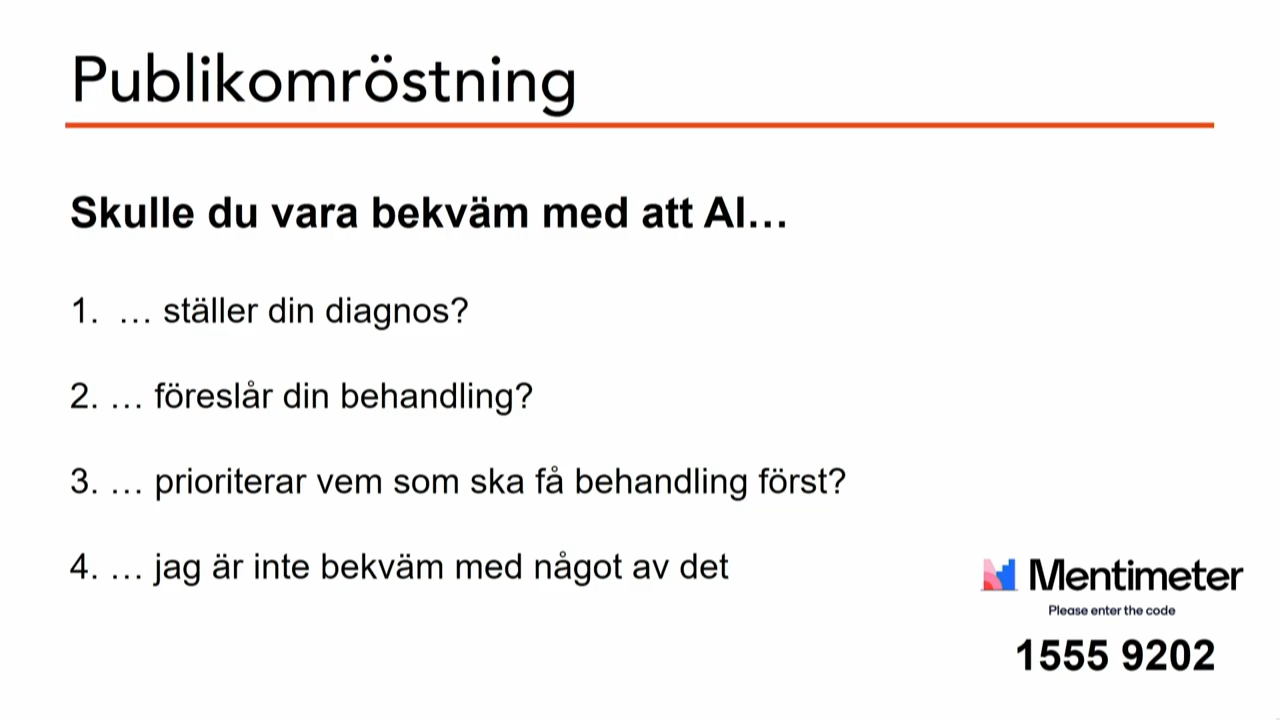 Publikomröstning
Skulle du vara bekväm med att AI…
1. … ställer din diagnos?
2. … föreslår din behandling?
3. … prioriterar vem som ska få behandling först?
4. … jag är inte bekväm med något av det
Mentimeter
Please enter the code
1555 9202